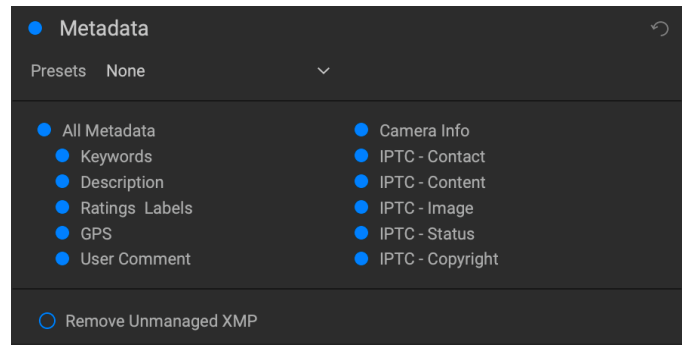 Metadata
Presets None
All Metadata
Keywords
Description
Ratings Labels
GPS
User Comment
Camera Info
IPTC - Contact
IPTC - Content
IPTC - Image
IPTC - Status
IPTC - Copyright
Remove Unmanaged XMP